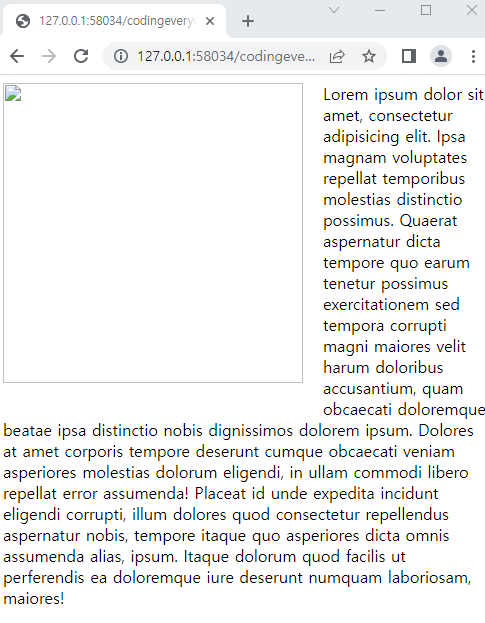 127.0.0.1:58034/codingevery
127.0.0.1:58034/codingeve...
Lorem ipsum dolor sit
amet, consectetur
adipisicing elit. Ipsa
magnam voluptates
repellat temporibus
molestias distinctio
possimus. Quaerat
aspernatur dicta
tempore quo earum
tenetur possimus
exercitationem sed
tempora corrupti
magni maiores velit
harum doloribus
accusantium, quam
obcaecati doloremque
beatae ipsa distinctio nobis dignissimos dolorem ipsum. Dolores
at amet corporis tempore deserunt cumque obcaecati veniam
asperiores molestias dolorum eligendi, in ullam commodi libero
repellat error assumenda! Placeat id unde expedita incidunt
eligendi corrupti, illum dolores quod consectetur repellendus
aspernatur nobis, tempore itaque quo asperiores dicta omnis
assumenda alias, ipsum. Itaque dolorum quod facilis ut
perferendis ea doloremque iure deserunt numquam laboriosam,
maiores!